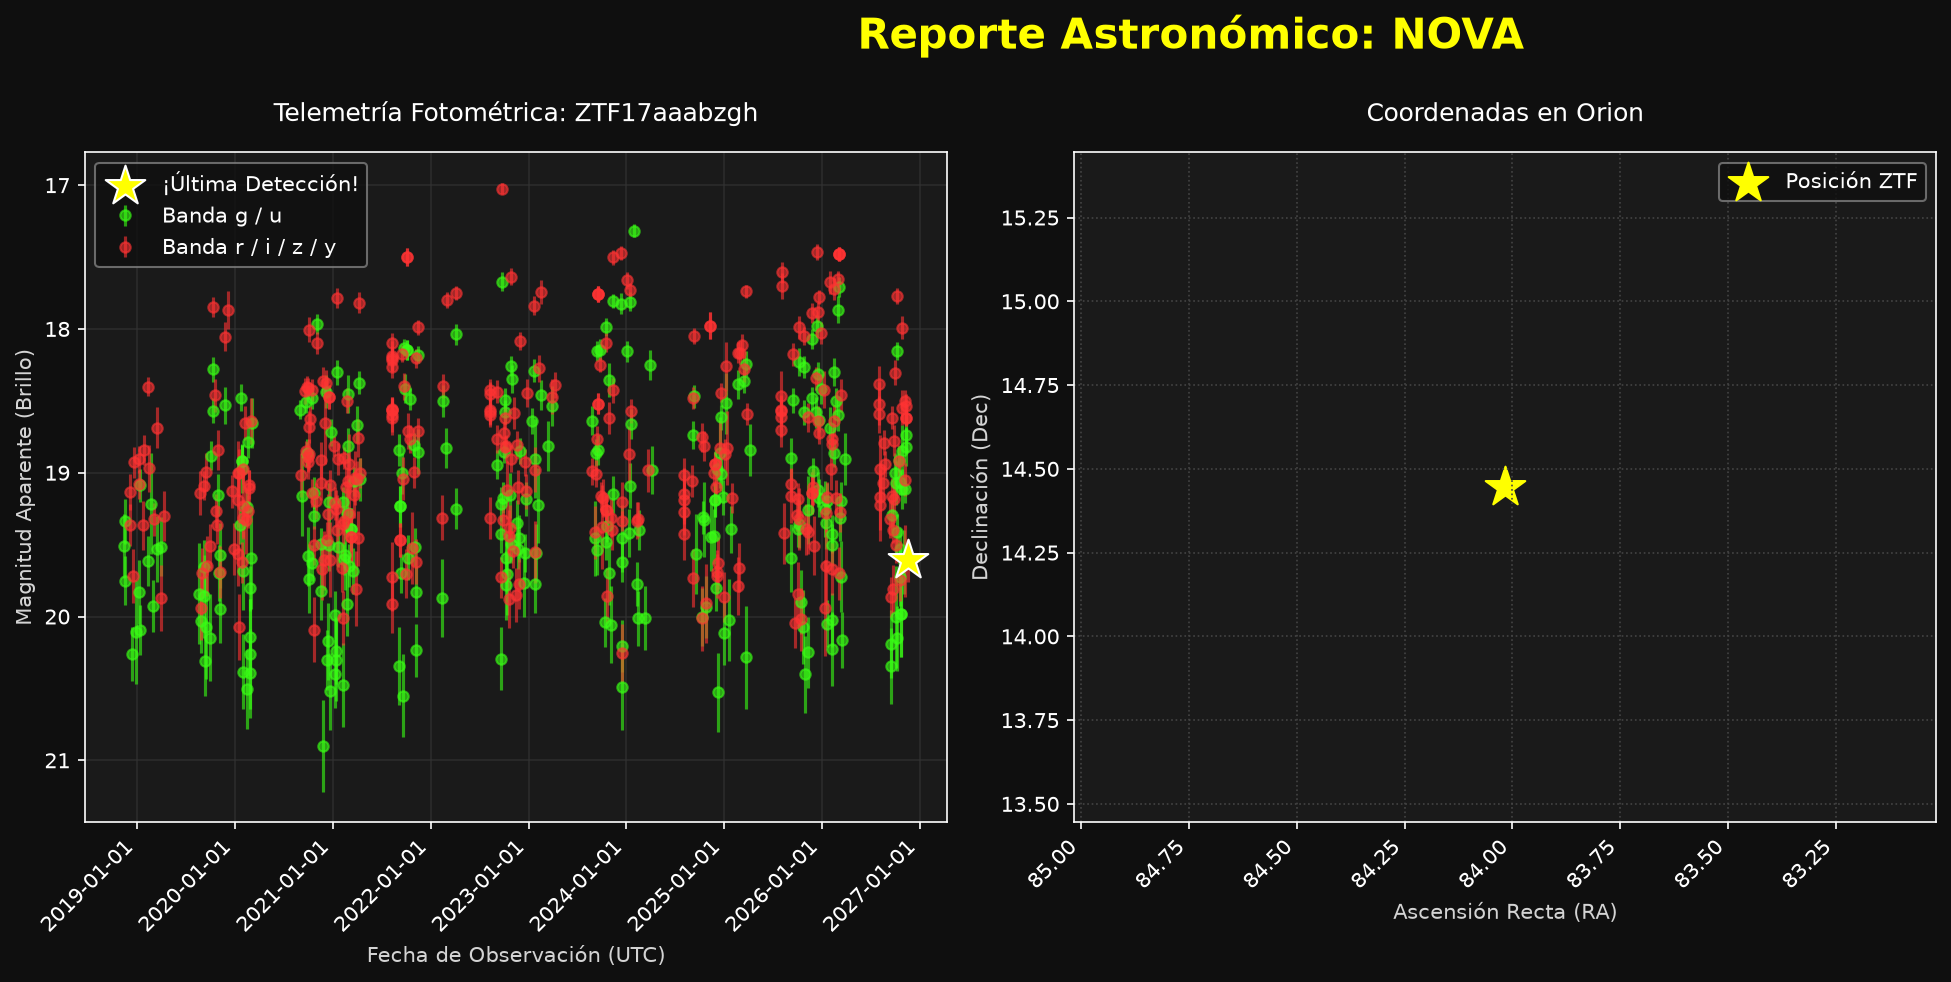 Reporte Astronómico: NOVA
Telemetría Fotométrica: ZTF17aaabzgh
¡Última Detección!
Banda g / u
Banda r / i / z / y
Magnitud Aparente (Brillo)
17
18
19
20
21
2019-01-01
2020-01-01
2021-01-01
2022-01-01
2023-01-01
2024-01-01
2025-01-01
2026-01-01
2027-01-01
Fecha de Observación (UTC)
Coordenadas en Orion
Posición ZTF
Declinación (Dec)
15.25
15.00
14.75
14.50
14.25
14.00
13.75
13.50
85.00
84.75
84.50
84.25
84.00
83.75
83.50
83.25
Ascensión Recta (RA)